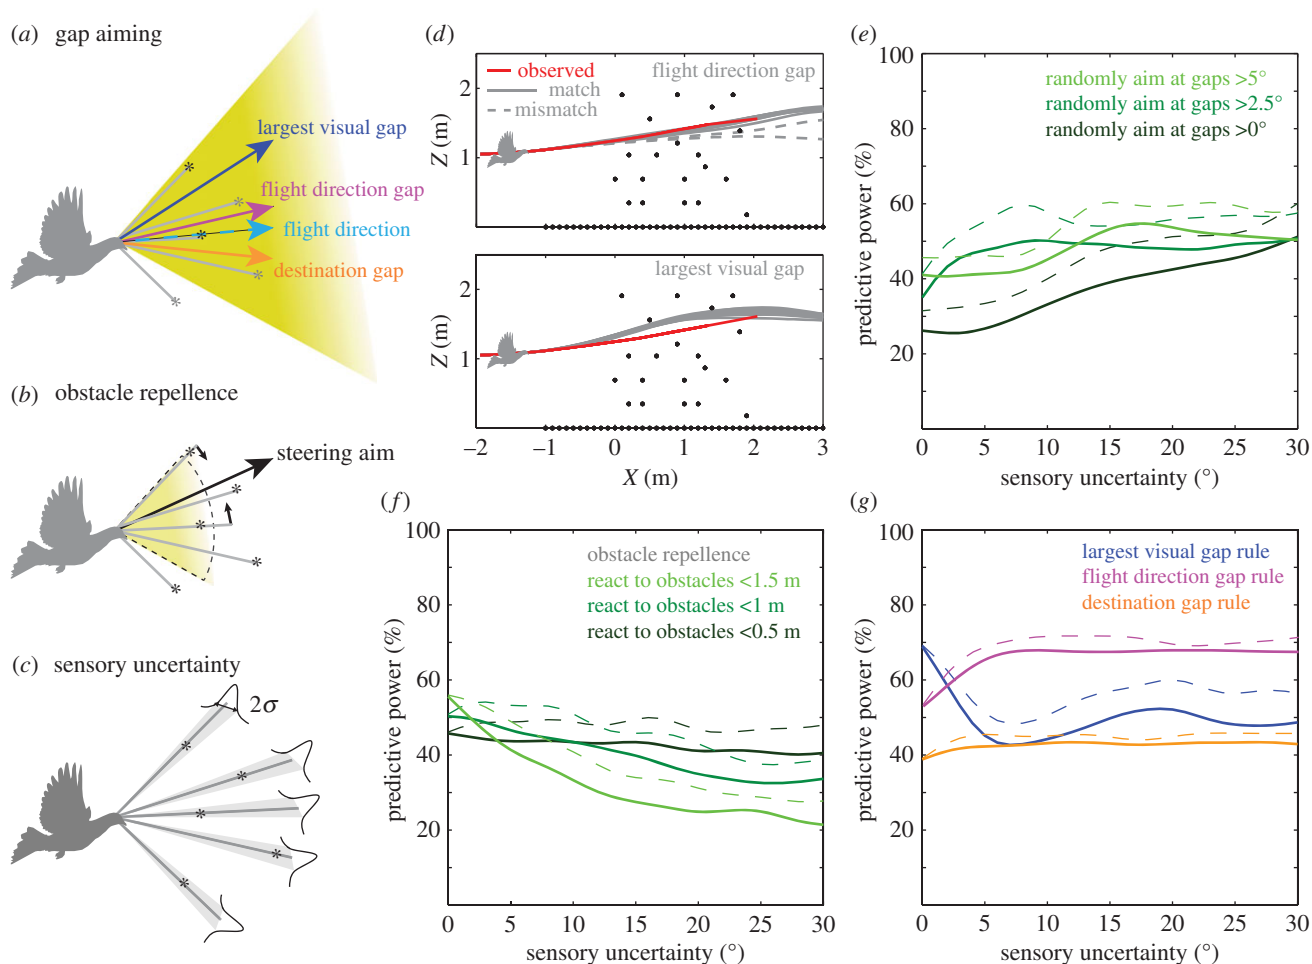 (a) gap aiming
largest visual gap
flight direction gap
flight direction
destination gap
(b) obstacle repellence
steering aim
(c) sensory uncertainty
2σ
(d)
observed
match
mismatch
flight direction gap
2
1
Z (m)
largest visual gap
2
1
Z (m)
−2 −1 0 1 2 3
X (m)
(e)
100
80
60
40
20
predictive power (%)
randomly aim at gaps >5°
randomly aim at gaps >2.5°
randomly aim at gaps >0°
0 5 10 15 20 25 30
sensory uncertainty (°)
(f)
100
80
60
40
20
predictive power (%)
obstacle repellence
react to obstacles <1.5 m
react to obstacles <1 m
react to obstacles <0.5 m
0 5 10 15 20 25 30
sensory uncertainty (°)
(g)
100
80
60
40
20
predictive power (%)
largest visual gap rule
flight direction gap rule
destination gap rule
0 5 10 15 20 25 30
sensory uncertainty (°)